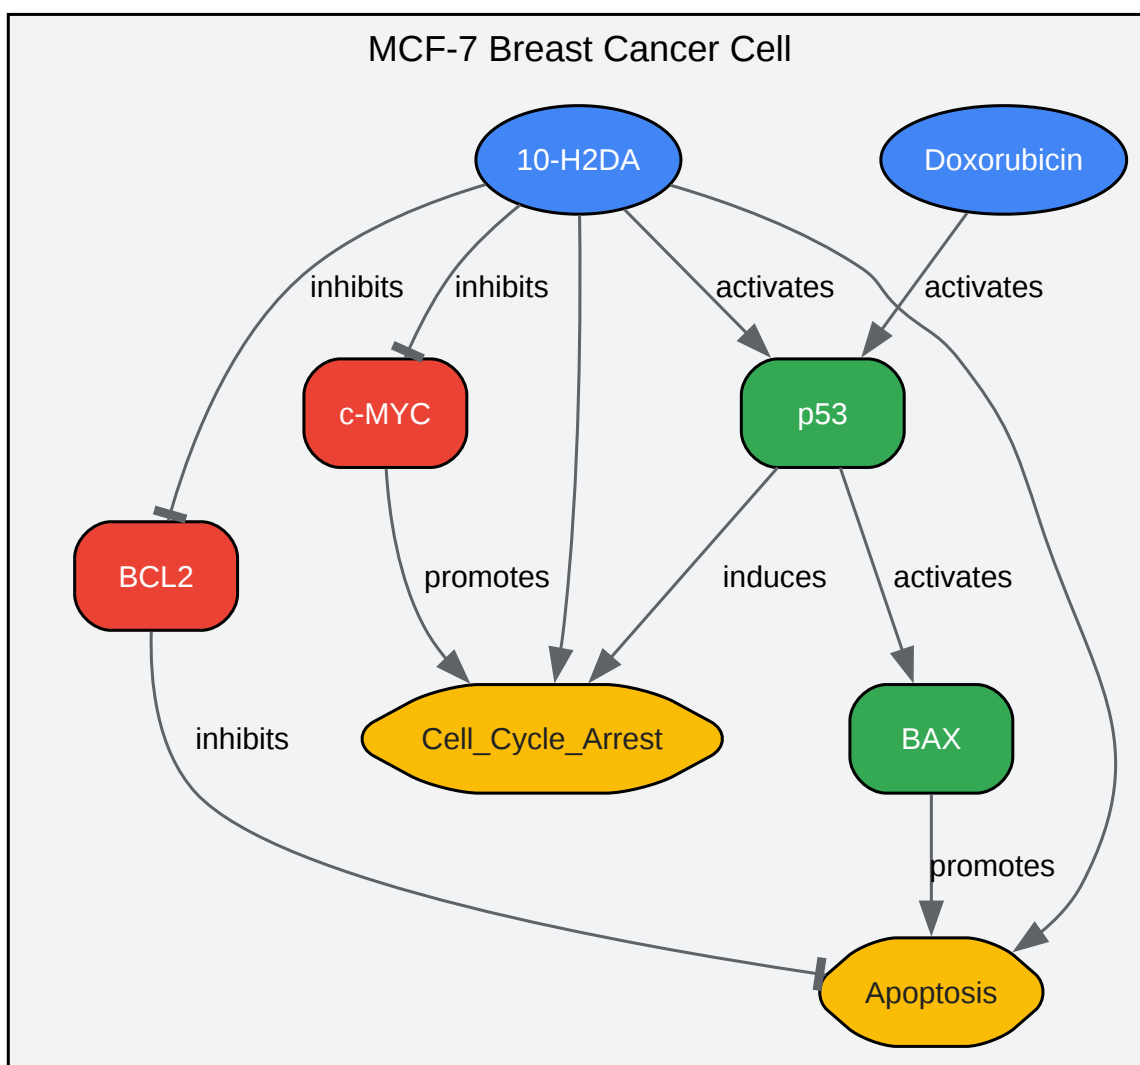 MCF-7 Breast Cancer Cell
10-H2DA
Doxorubicin
inhibits
inhibits
activates
activates
c-MYC
p53
BCL2
promotes
induces
activates
inhibits
Cell_Cycle_Arrest
BAX
promotes
Apoptosis